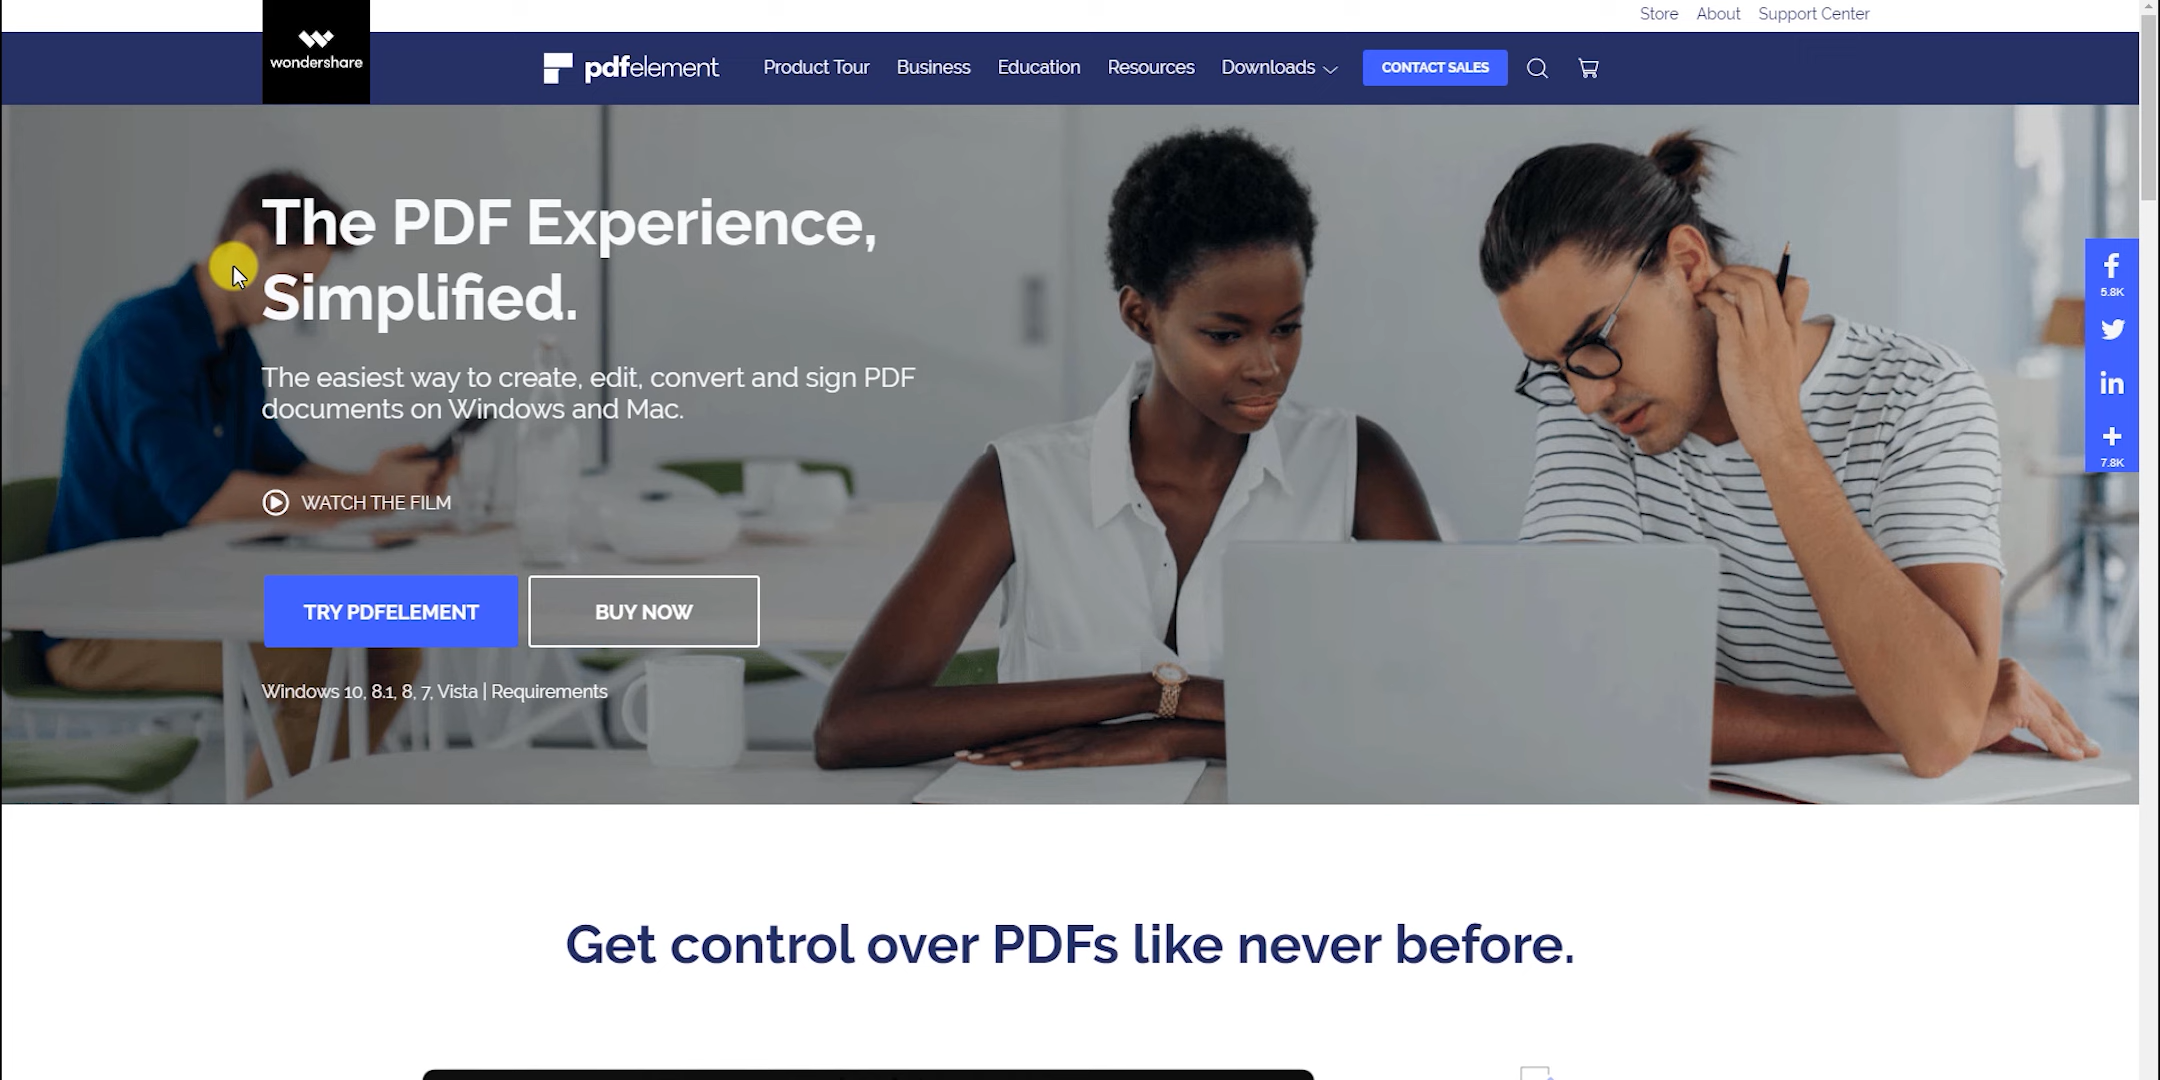 Store About Support Center
wondershare
pdfelement Product Tour Business Education Resources Downloads CONTACT SALES
The PDF Experience,
Simplified.
The easiest way to create, edit, convert and sign PDF
documents on Windows and Mac.
WATCH THE FILM
TRY PDFELEMENT BUY NOW
Windows 10, 8.1, 8, 7, Vista | Requirements
f
5.8K
in
+
7.8K
Get control over PDFs like never before.